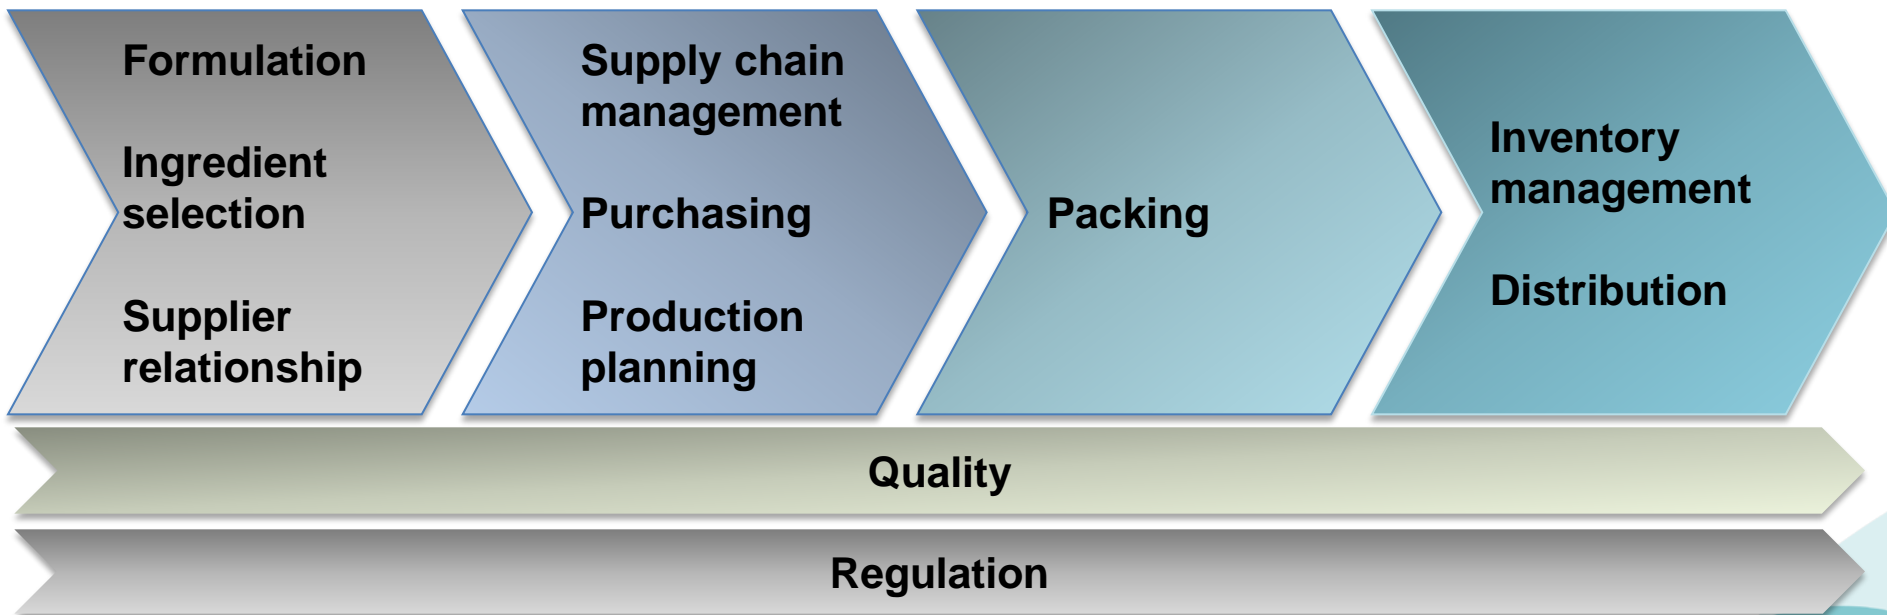 Formulation
Ingredient
selection
Supplier
relationship
Supply chain
management
Purchasing
Production
planning
Packing
Inventory
management
Distribution
Quality
Regulation